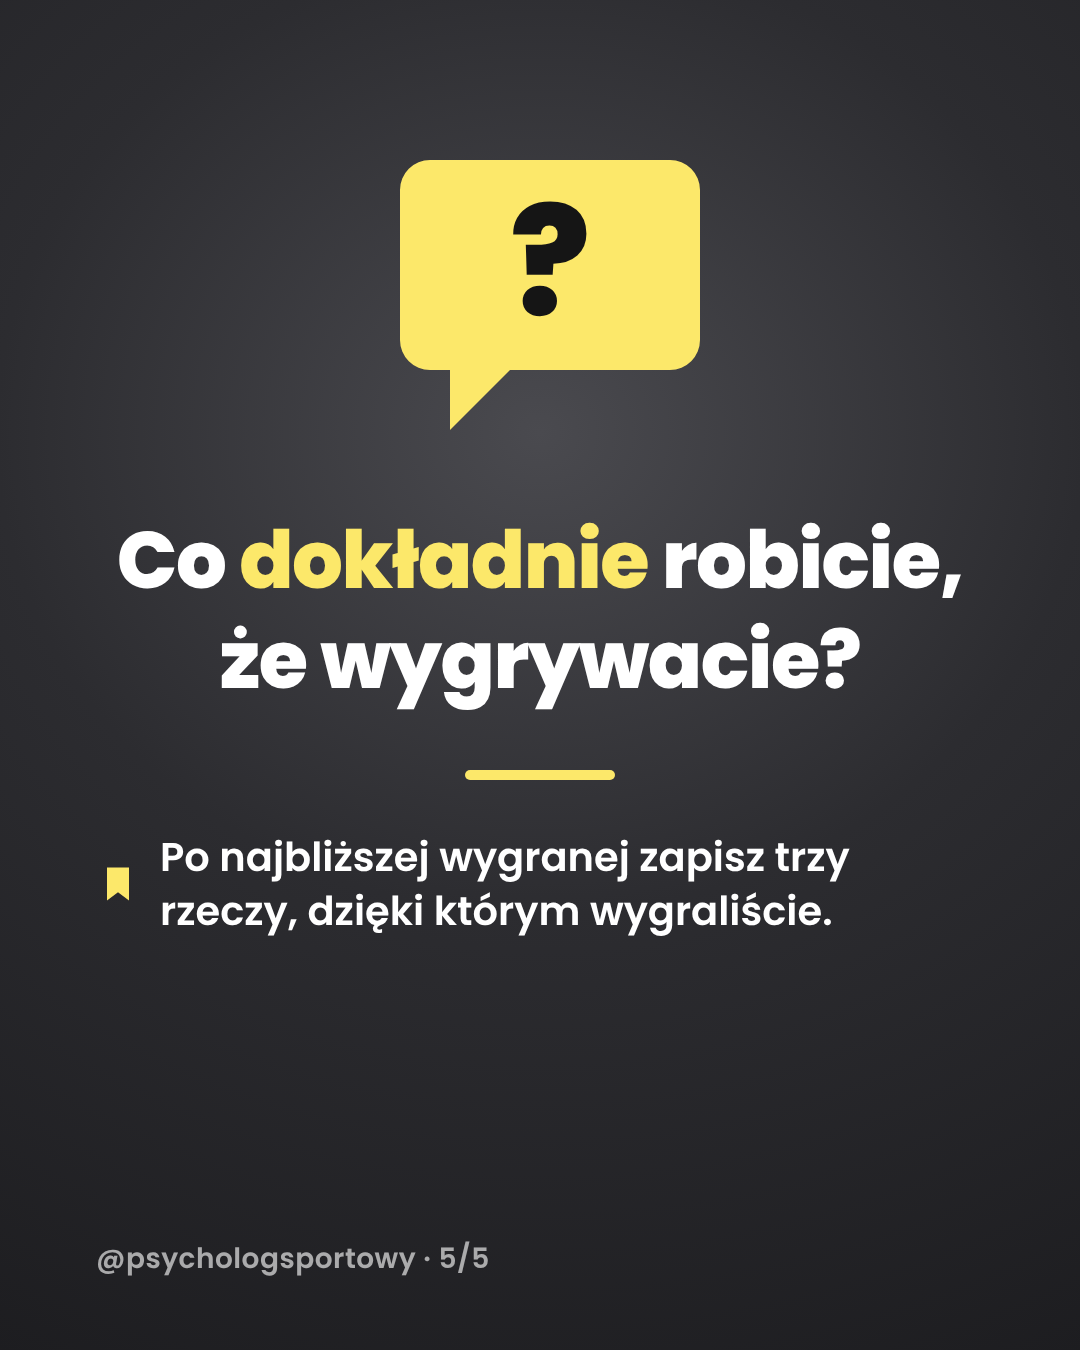 ?
Co dokładnie robicie,
że wygrywacie?
Po najbliższej wygranej zapisz trzy
rzeczy, dzięki którym wygraliście.
@psychologsportowy · 5/5